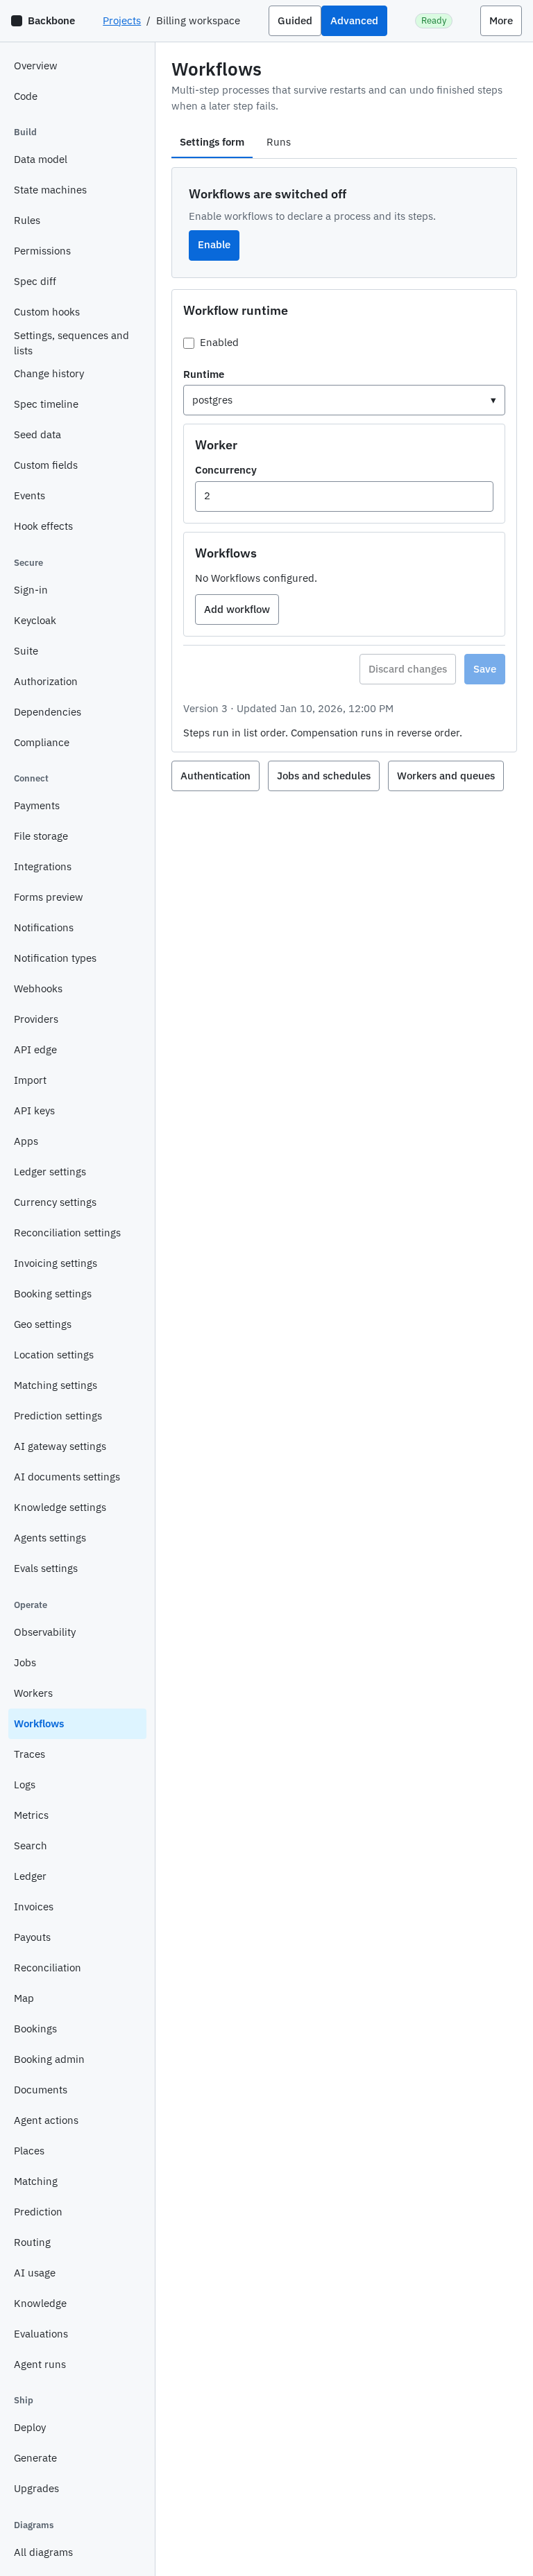 Backbone
Projects / Billing workspace
Guided
Advanced
Ready
More
Overview
Code
Build
Data model
State machines
Rules
Permissions
Spec diff
Custom hooks
Settings, sequences and
lists
Change history
Spec timeline
Seed data
Custom fields
Events
Hook effects
Secure
Sign-in
Keycloak
Suite
Authorization
Dependencies
Compliance
Connect
Payments
File storage
Integrations
Forms preview
Notifications
Notification types
Webhooks
Providers
API edge
Import
API keys
Apps
Ledger settings
Currency settings
Reconciliation settings
Invoicing settings
Booking settings
Geo settings
Location settings
Matching settings
Prediction settings
AI gateway settings
AI documents settings
Knowledge settings
Agents settings
Evals settings
Operate
Observability
Jobs
Workers
Workflows
Traces
Logs
Metrics
Search
Ledger
Invoices
Payouts
Reconciliation
Map
Bookings
Booking admin
Documents
Agent actions
Places
Matching
Prediction
Routing
AI usage
Knowledge
Evaluations
Agent runs
Ship
Deploy
Generate
Upgrades
Diagrams
All diagrams
Workflows
Multi-step processes that survive restarts and can undo finished steps
when a later step fails.
Settings form
Runs
Workflows are switched off
Enable workflows to declare a process and its steps.
Enable
Workflow runtime
Enabled
Runtime
postgres
Worker
Concurrency
2
Workflows
No Workflows configured.
Add workflow
Discard changes
Save
Version 3 · Updated Jan 10, 2026, 12:00 PM
Steps run in list order. Compensation runs in reverse order.
Authentication
Jobs and schedules
Workers and queues